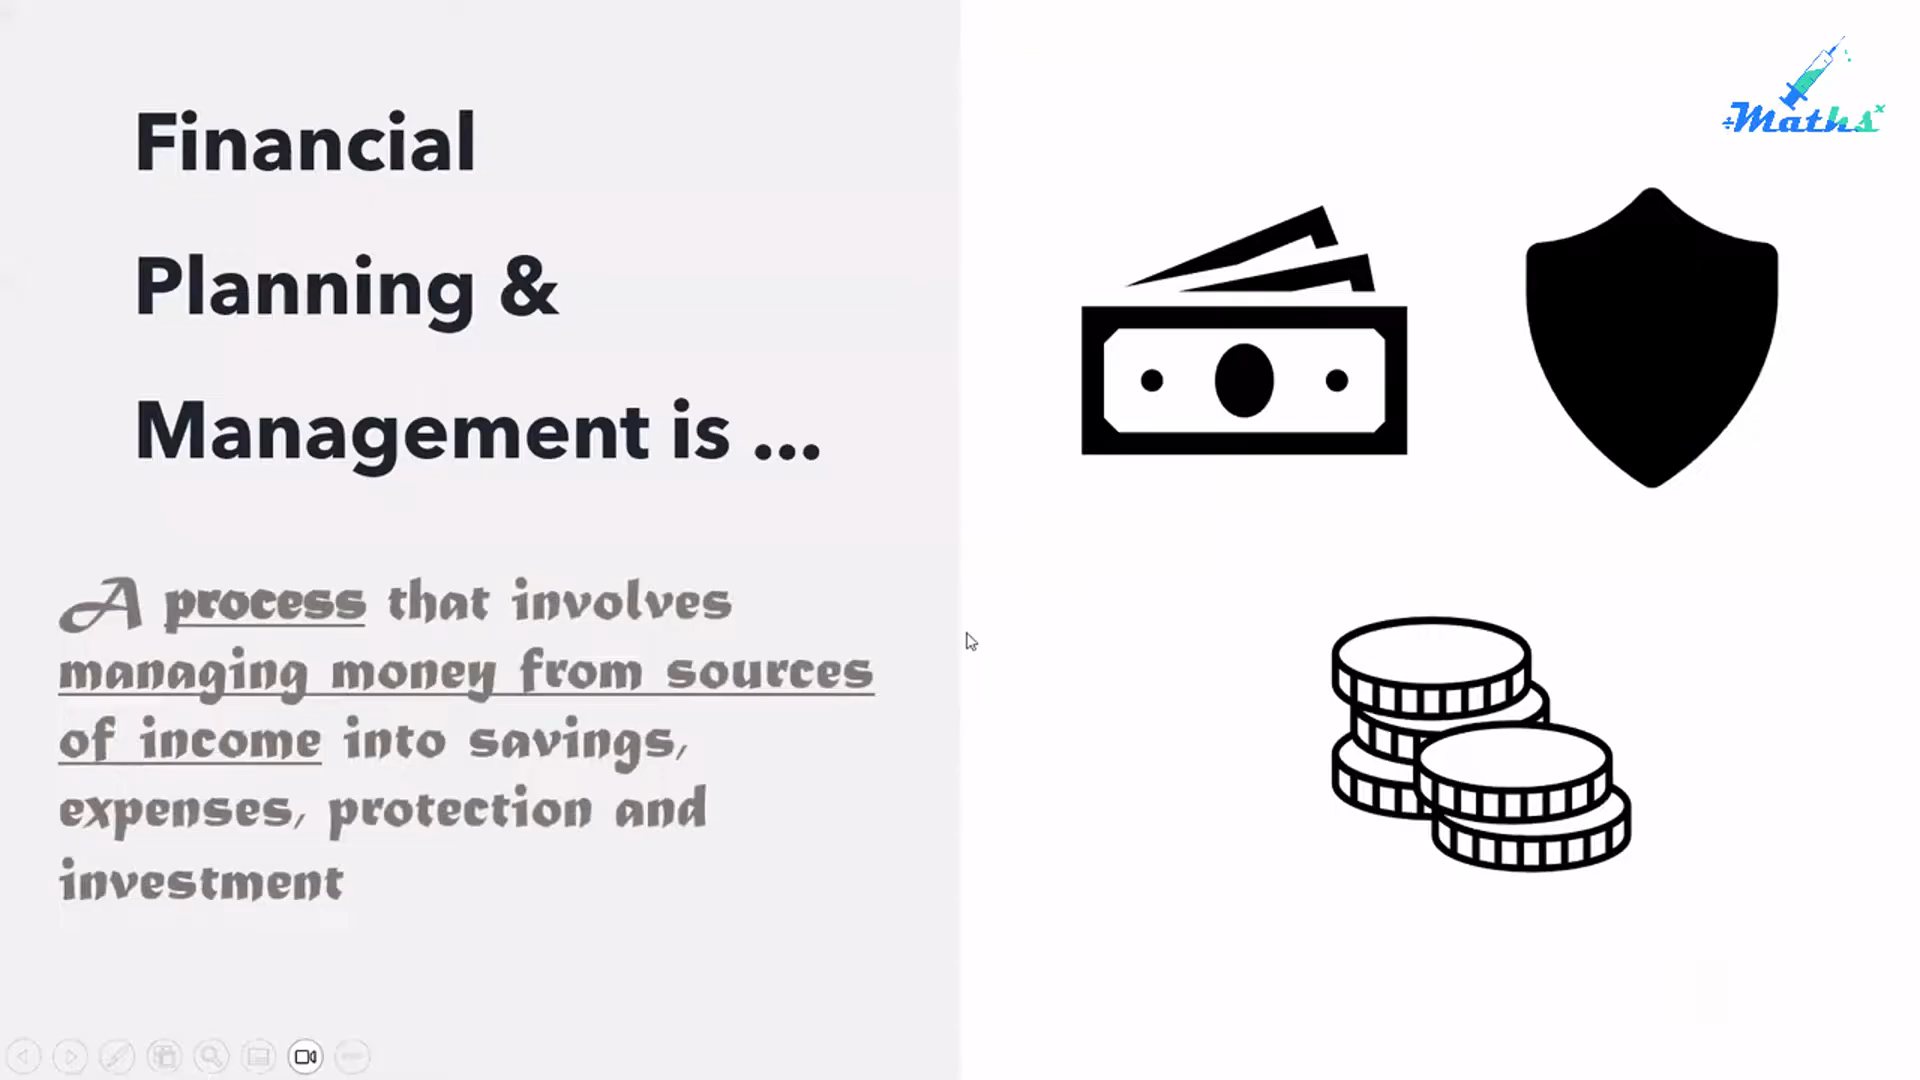 Financial
Planning &
Management is ...
A process that involves
managing money from sources
of income into savings,
expenses, protection and
investment
÷Maths×